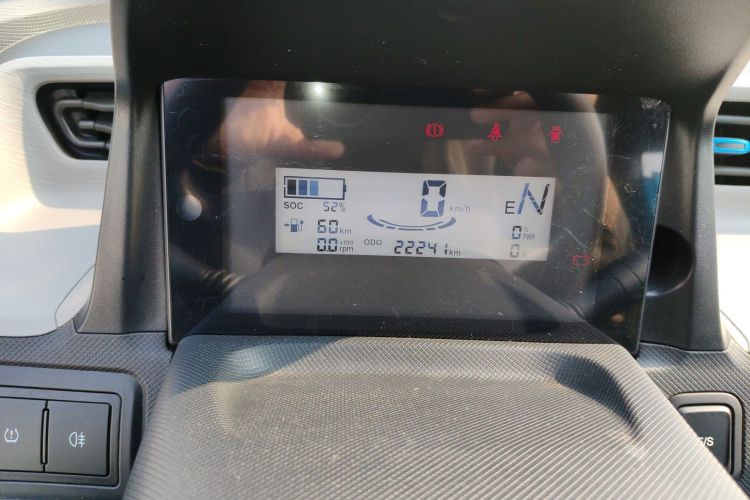 0 km/h
E N
SOC 52%
60 km
0.0 x100 rpm
ODO 22241 km
0 % PWR
0 A
E/S